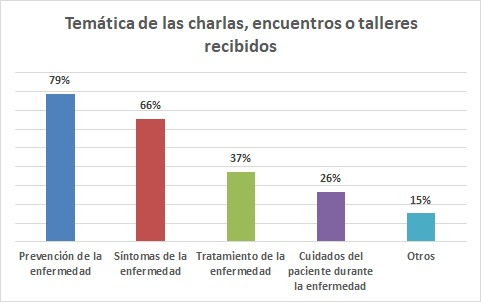 Temática de las charlas, encuentros o talleres
recibidos
79%
66%
37%
26%
15%
Prevención de la
enfermedad
Síntomas de la
enfermedad
Tratamiento de la
enfermedad
Cuidados del
paciente durante
la enfermedad
Otros